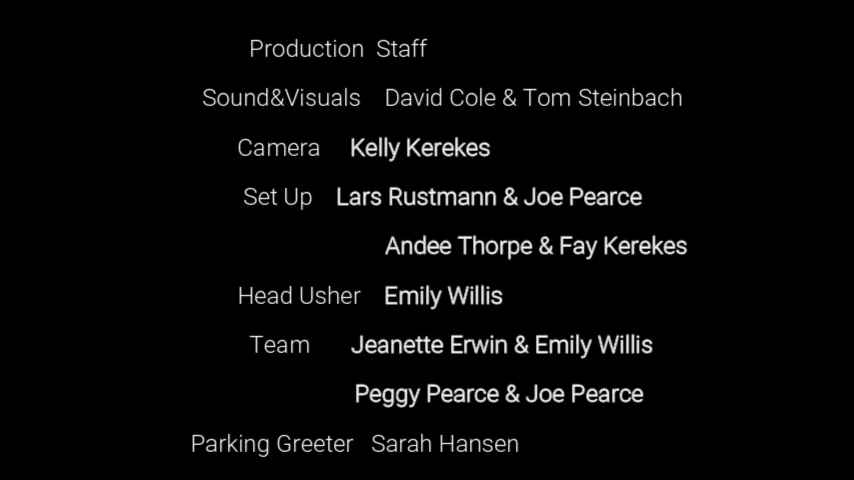 Production Staff
Sound&Visuals David Cole & Tom Steinbach
Camera Kelly Kerekes
Set Up Lars Rustmann & Joe Pearce
Andee Thorpe & Fay Kerekes
Head Usher Emily Willis
Team Jeanette Erwin & Emily Willis
Peggy Pearce & Joe Pearce
Parking Greeter Sarah Hansen